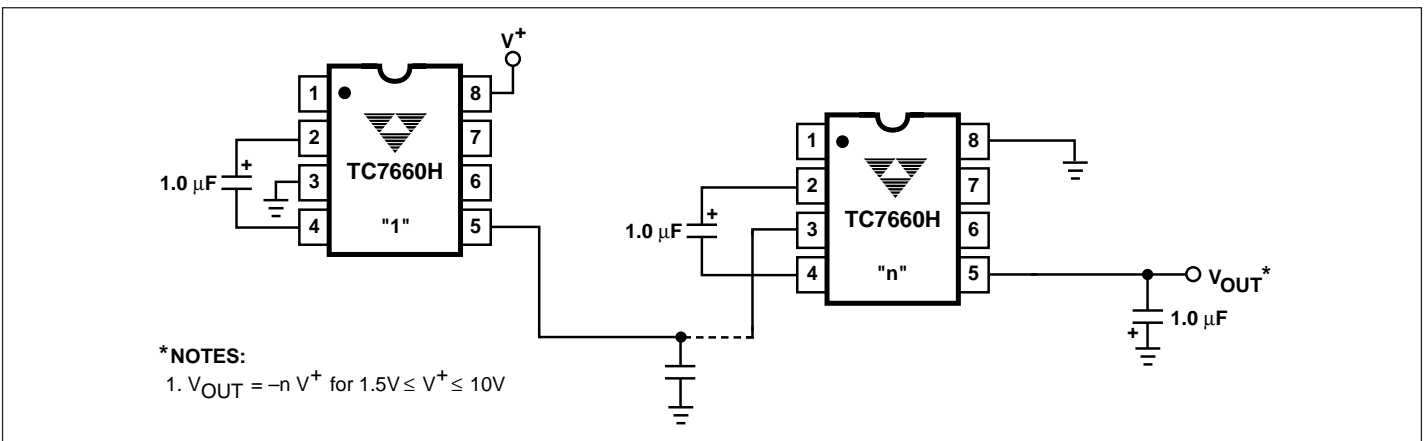 V+
1
8
2
7
+
TC7660H
1.0 µF
3
6
4
"1"
5
1
8
2
7
+
TC7660H
1.0 µF
3
6
4
"n"
5
VOUT*
1.0 µF
+
*NOTES:
1. VOUT = –n V+ for 1.5V ≤ V+ ≤ 10V